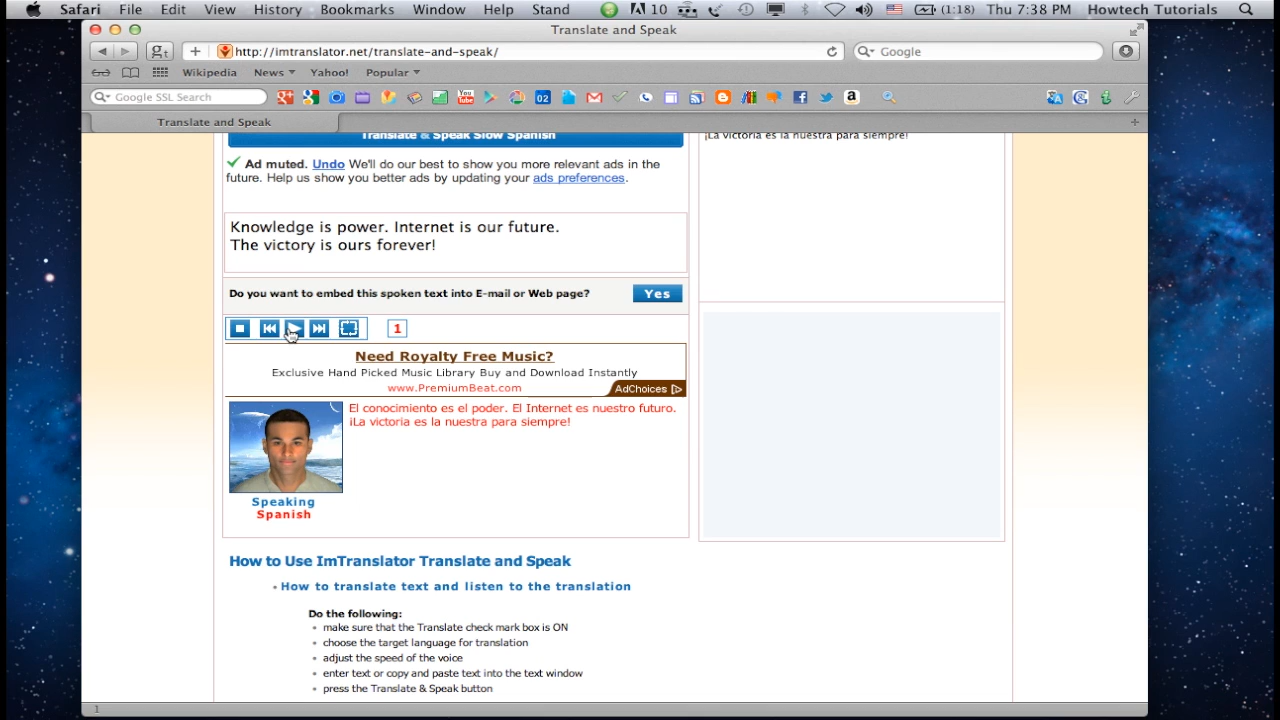 Safari File Edit View History Bookmarks Window Help Stand 10 (1:18) Thu 7:38 PM Howtech Tutorials
Translate and Speak
http://imtranslator.net/translate-and-speak/ Google
Wikipedia News Yahoo! Popular
Google SSL Search
Translate and Speak
Translate & Speak Slow Spanish
¡La victoria es la nuestra para siempre!
Ad muted. Undo We'll do our best to show you more relevant ads in the
future. Help us show you better ads by updating your ads preferences.
Knowledge is power. Internet is our future.
The victory is ours forever!
Do you want to embed this spoken text into E-mail or Web page? Yes
1
Need Royalty Free Music?
Exclusive Hand Picked Music Library Buy and Download Instantly
www.PremiumBeat.com
AdChoices
El conocimiento es el poder. El Internet es nuestro futuro.
¡La victoria es la nuestra para siempre!
Speaking
Spanish
How to Use ImTranslator Translate and Speak
• How to translate text and listen to the translation
Do the following:
• make sure that the Translate check mark box is ON
• choose the target language for translation
• adjust the speed of the voice
• enter text or copy and paste text into the text window
• press the Translate & Speak button
1